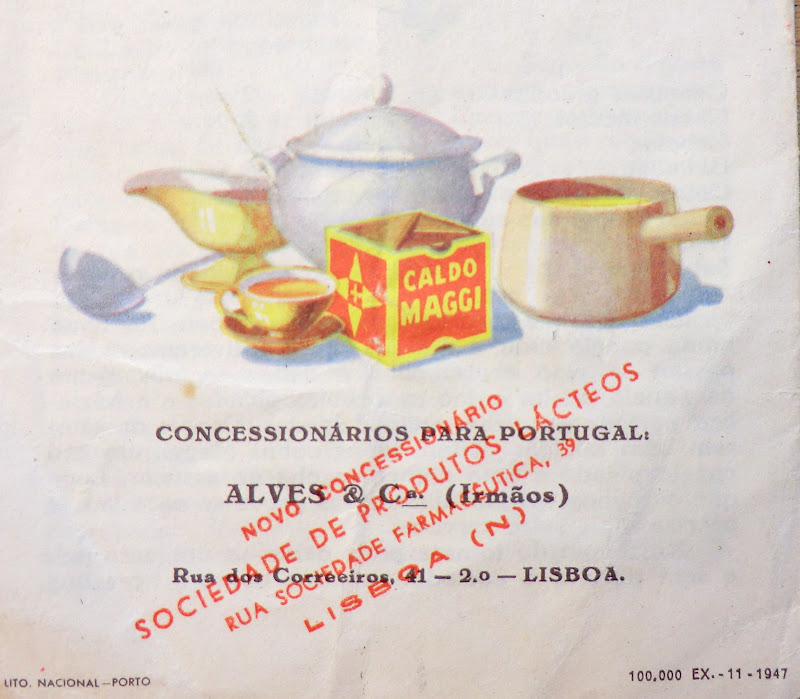 CALDO
MAGGI
CONCESSIONÁRIOS PARA PORTUGAL:
ALVES & Cª. (Irmãos)
Rua dos Correeiros, 41 — 2.o — LISBOA.
NOVO CONCESSIONÁRIO
SOCIEDADE DE PRODUTOS LÁCTEOS
RUA SOCIEDADE FARMACÊUTICA, 39
LISBOA (N)
LITO. NACIONAL—PORTO
100.000 EX. - 11 - 1947